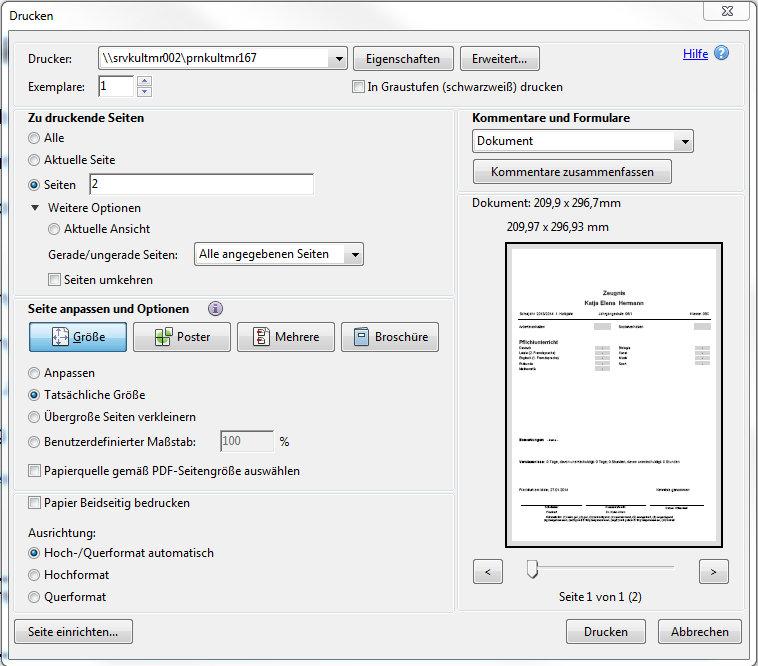 Drucken
Drucker: \\srvkultmr002\prnkultmr167 Eigenschaften Erweitert... Hilfe
Exemplare: 1 In Graustufen (schwarzweiß) drucken
Zu druckende Seiten
Alle
Aktuelle Seite
Seiten 2
Weitere Optionen
Aktuelle Ansicht
Gerade/ungerade Seiten: Alle angegebenen Seiten
Seiten umkehren
Seite anpassen und Optionen
Größe Poster Mehrere Broschüre
Anpassen
Tatsächliche Größe
Übergroße Seiten verkleinern
Benutzerdefinierter Maßstab: 100 %
Papierquelle gemäß PDF-Seitengröße auswählen
Papier Beidseitig bedrucken
Ausrichtung:
Hoch-/Querformat automatisch
Hochformat
Querformat
Seite einrichten...
Kommentare und Formulare
Dokument
Kommentare zusammenfassen
Dokument: 209,9 x 296,7mm
209,97 x 296,93 mm
Zeugnis
Katja Elena Hermann
Pflichtunterricht
< >
Seite 1 von 1 (2)
Drucken Abbrechen